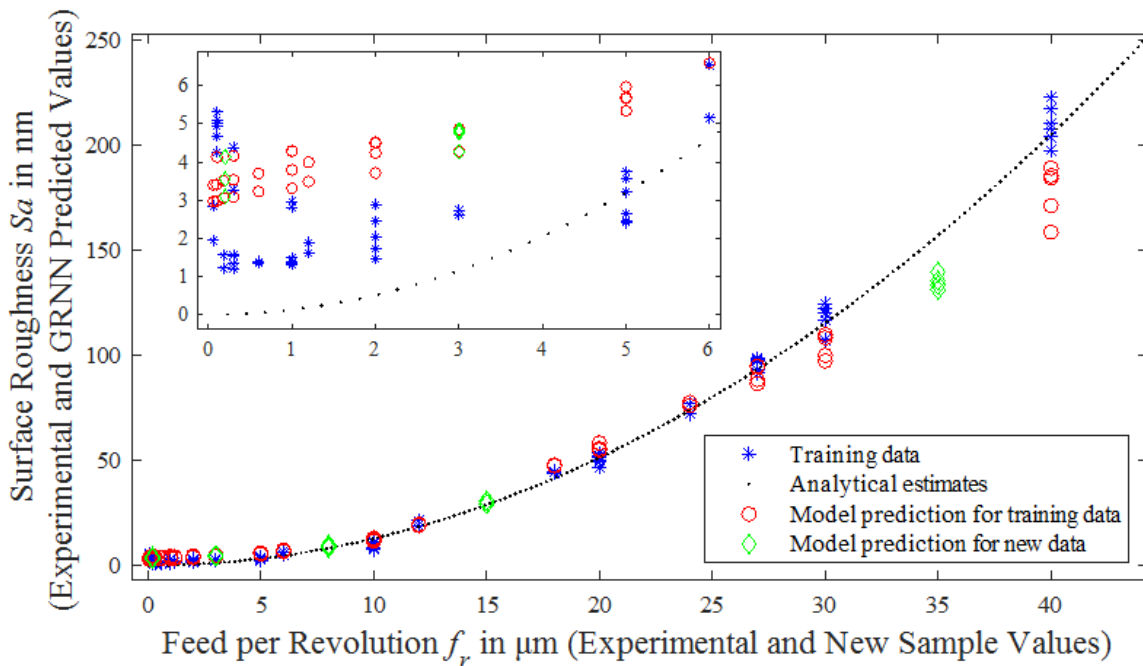 Surface Roughness Sa in nm
(Experimental and GRNN Predicted Values)
250
200
150
100
50
0
6
5
4
3
2
1
0
0 1 2 3 4 5 6
Training data
Analytical estimates
Model prediction for training data
Model prediction for new data
0 5 10 15 20 25 30 35 40
Feed per Revolution fr in μm (Experimental and New Sample Values)